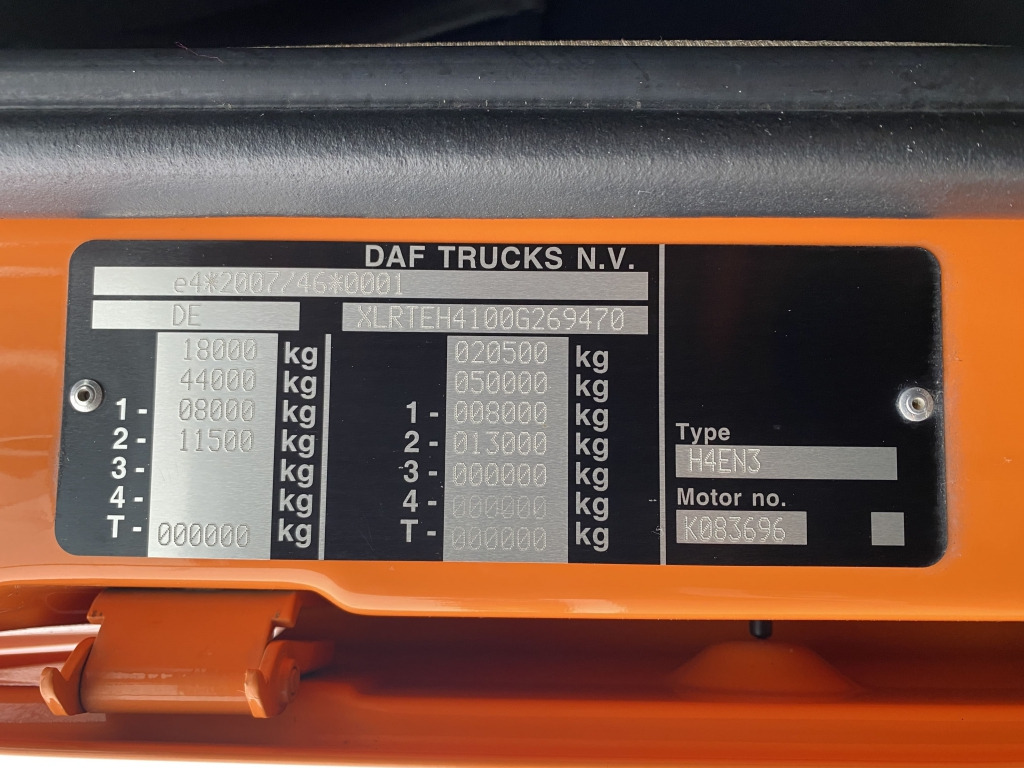 DAF TRUCKS N.V.
e4*2007/46*0001
DE XLRTEH4100G269470
18000 kg 020500 kg
44000 kg 050000 kg
1- 08000 kg 1- 008000 kg
2- 11500 kg 2- 013000 kg
3- kg 3- 000000 kg
4- kg 4- 000000 kg
T- 000000 kg T- 000000 kg
Type
H4EN3
Motor no.
K083696